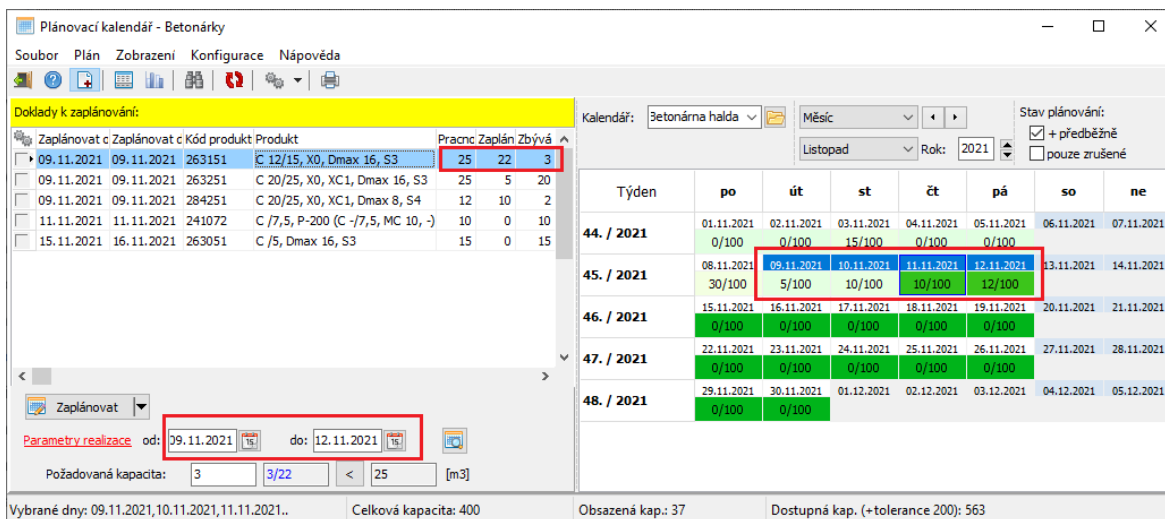 Plánovací kalendář - Betonárky
Soubor Plán Zobrazení Konfigurace Nápověda
Doklady k zaplánování:
Zaplánovat c Zaplánovat c Kód produkt Produkt Pracnc Zaplán Zbývá
09.11.2021 09.11.2021 263151 C 12/15, X0, Dmax 16, S3 25 22 3
09.11.2021 09.11.2021 263251 C 20/25, X0, XC1, Dmax 16, S3 25 5 20
09.11.2021 09.11.2021 284251 C 20/25, X0, XC1, Dmax 8, S4 12 10 2
11.11.2021 11.11.2021 241072 C /7,5, P-200 (C -/7,5, MC 10, -) 10 0 10
15.11.2021 16.11.2021 263051 C /5, Dmax 16, S3 15 0 15
Zaplánovat
Parametry realizace od: 09.11.2021 15 do: 12.11.2021 15
Požadovaná kapacita: 3 3/22 < 25 [m3]
Kalendář: Betonárna halda Měsíc
Listopad Rok: 2021
Stav plánování:
+ předběžně
pouze zrušené
Týden po út st čt pá so ne
44. / 2021 01.11.2021 02.11.2021 03.11.2021 04.11.2021 05.11.2021 06.11.2021 07.11.2021
0/100 0/100 15/100 0/100 0/100
45. / 2021 08.11.2021 09.11.2021 10.11.2021 11.11.2021 12.11.2021 13.11.2021 14.11.2021
30/100 5/100 10/100 10/100 12/100
46. / 2021 15.11.2021 16.11.2021 17.11.2021 18.11.2021 19.11.2021 20.11.2021 21.11.2021
0/100 0/100 0/100 0/100 0/100
47. / 2021 22.11.2021 23.11.2021 24.11.2021 25.11.2021 26.11.2021 27.11.2021 28.11.2021
0/100 0/100 0/100 0/100 0/100
48. / 2021 29.11.2021 30.11.2021 01.12.2021 02.12.2021 03.12.2021 04.12.2021 05.12.2021
0/100 0/100
Vybrané dny: 09.11.2021,10.11.2021,11.11.2021.. Celková kapacita: 400 Obsazená kap.: 37 Dostupná kap. (+tolerance 200): 563